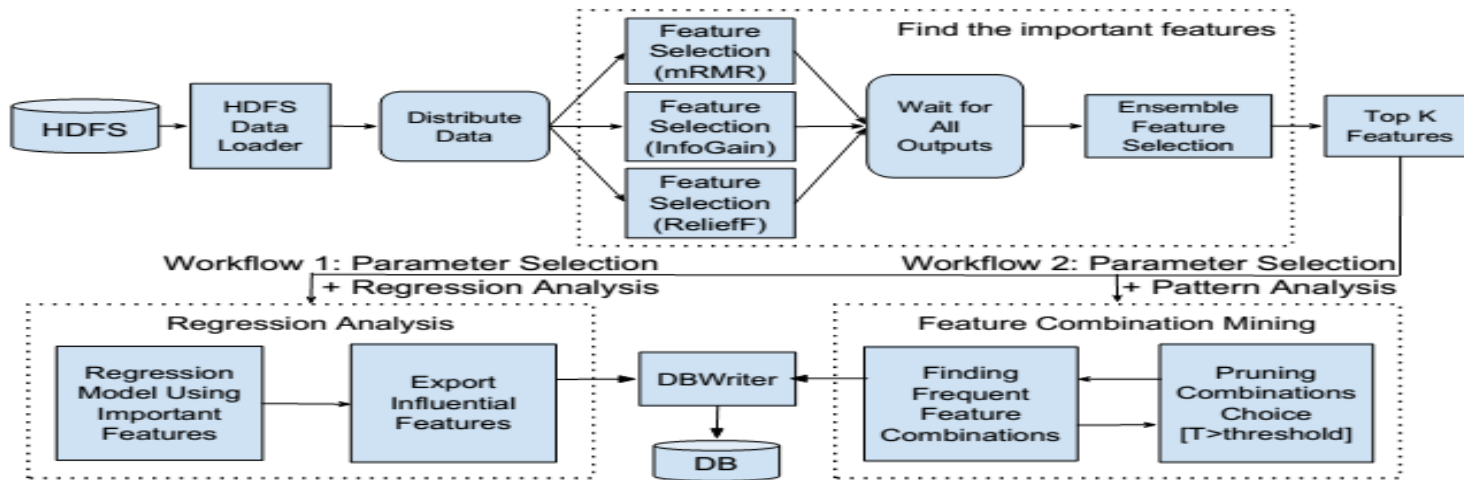 Find the important features
Feature
Selection
(mRMR)
HDFS
HDFS
Data
Loader
Distribute
Data
Feature
Selection
(InfoGain)
Feature
Selection
(ReliefF)
Wait for
All
Outputs
Ensemble
Feature
Selection
Top K
Features
Workflow 1: Parameter Selection
+ Regression Analysis
Workflow 2: Parameter Selection
+ Pattern Analysis
Regression Analysis
Regression
Model Using
Important
Features
Export
Influential
Features
DBWriter
DB
Feature Combination Mining
Finding
Frequent
Feature
Combinations
Pruning
Combinations
Choice
[T>threshold]